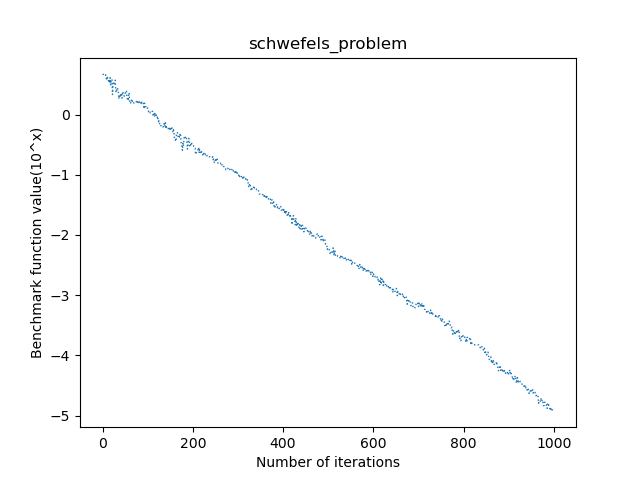 schwefels_problem
Benchmark function value(10^x)
0
−1
−2
−3
−4
−5
0 200 400 600 800 1000
Number of iterations